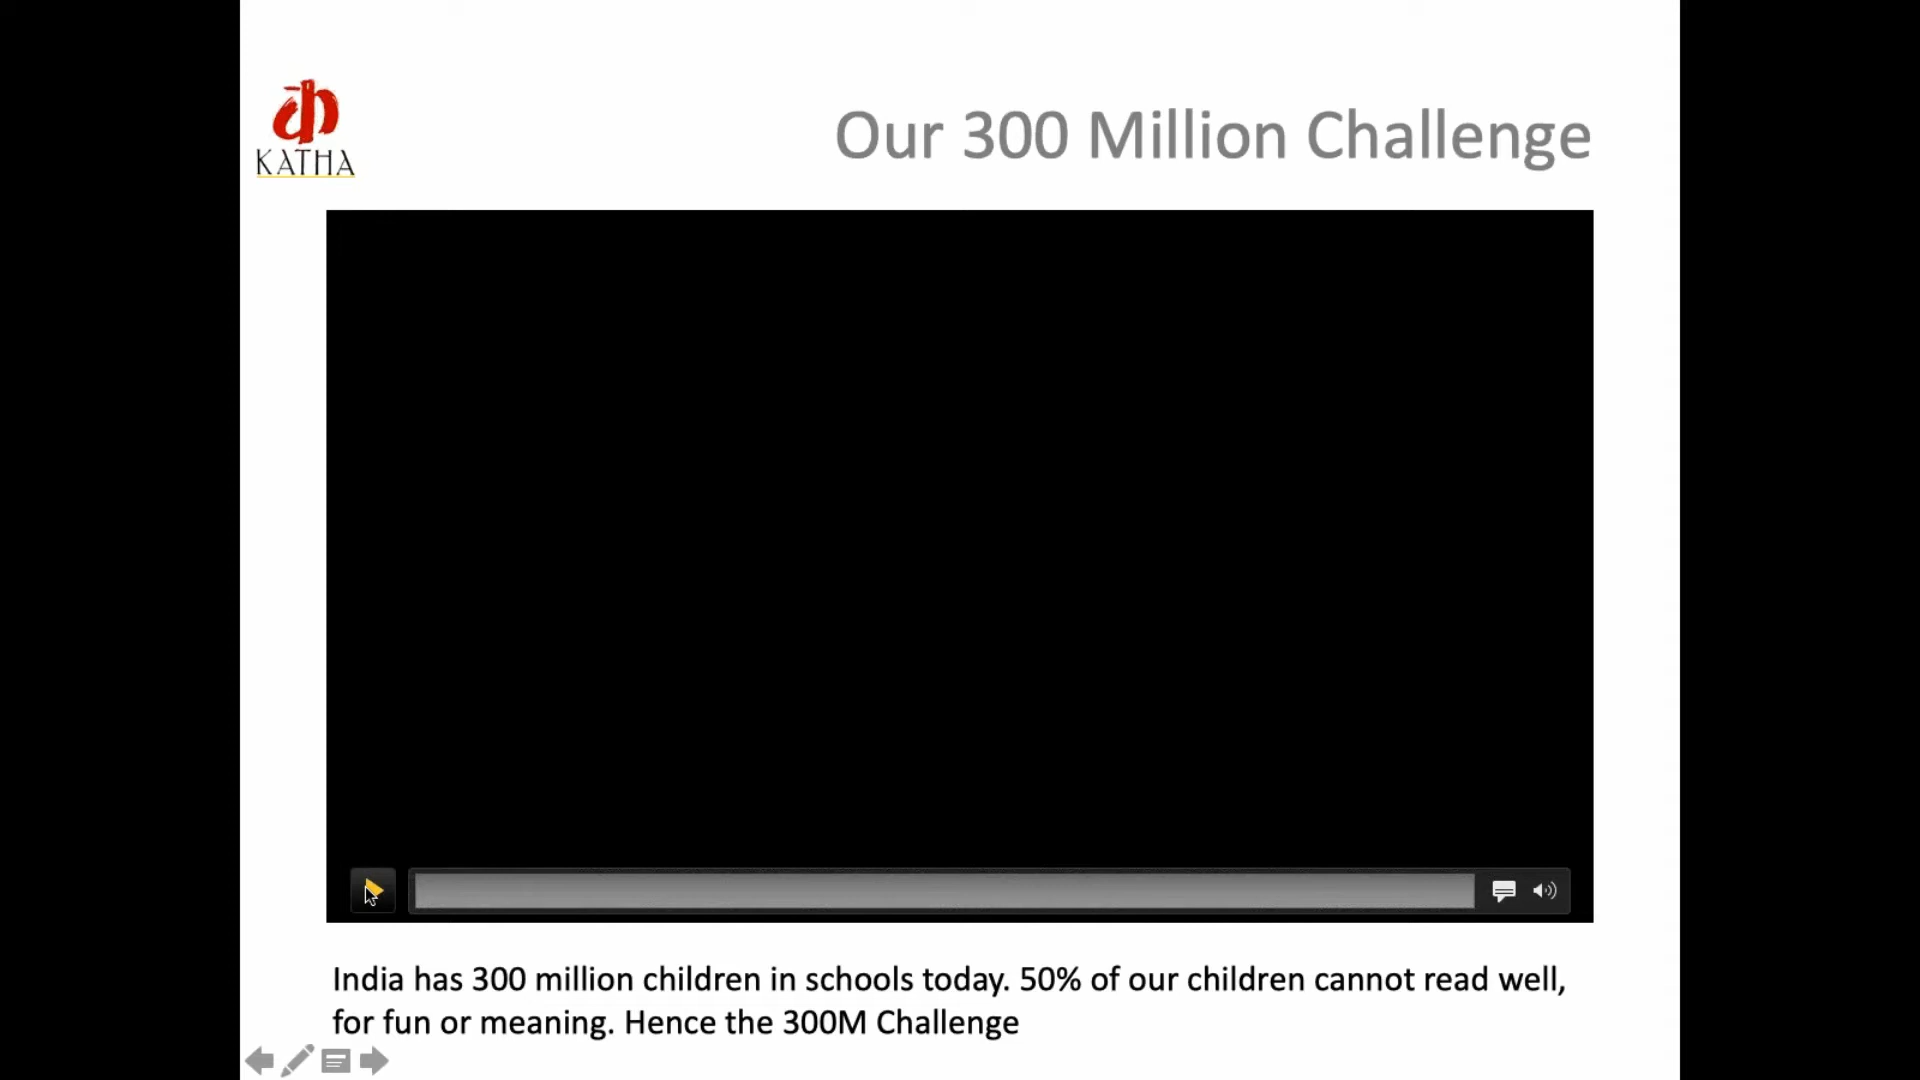 KATHA
Our 300 Million Challenge
India has 300 million children in schools today. 50% of our children cannot read well,
for fun or meaning. Hence the 300M Challenge